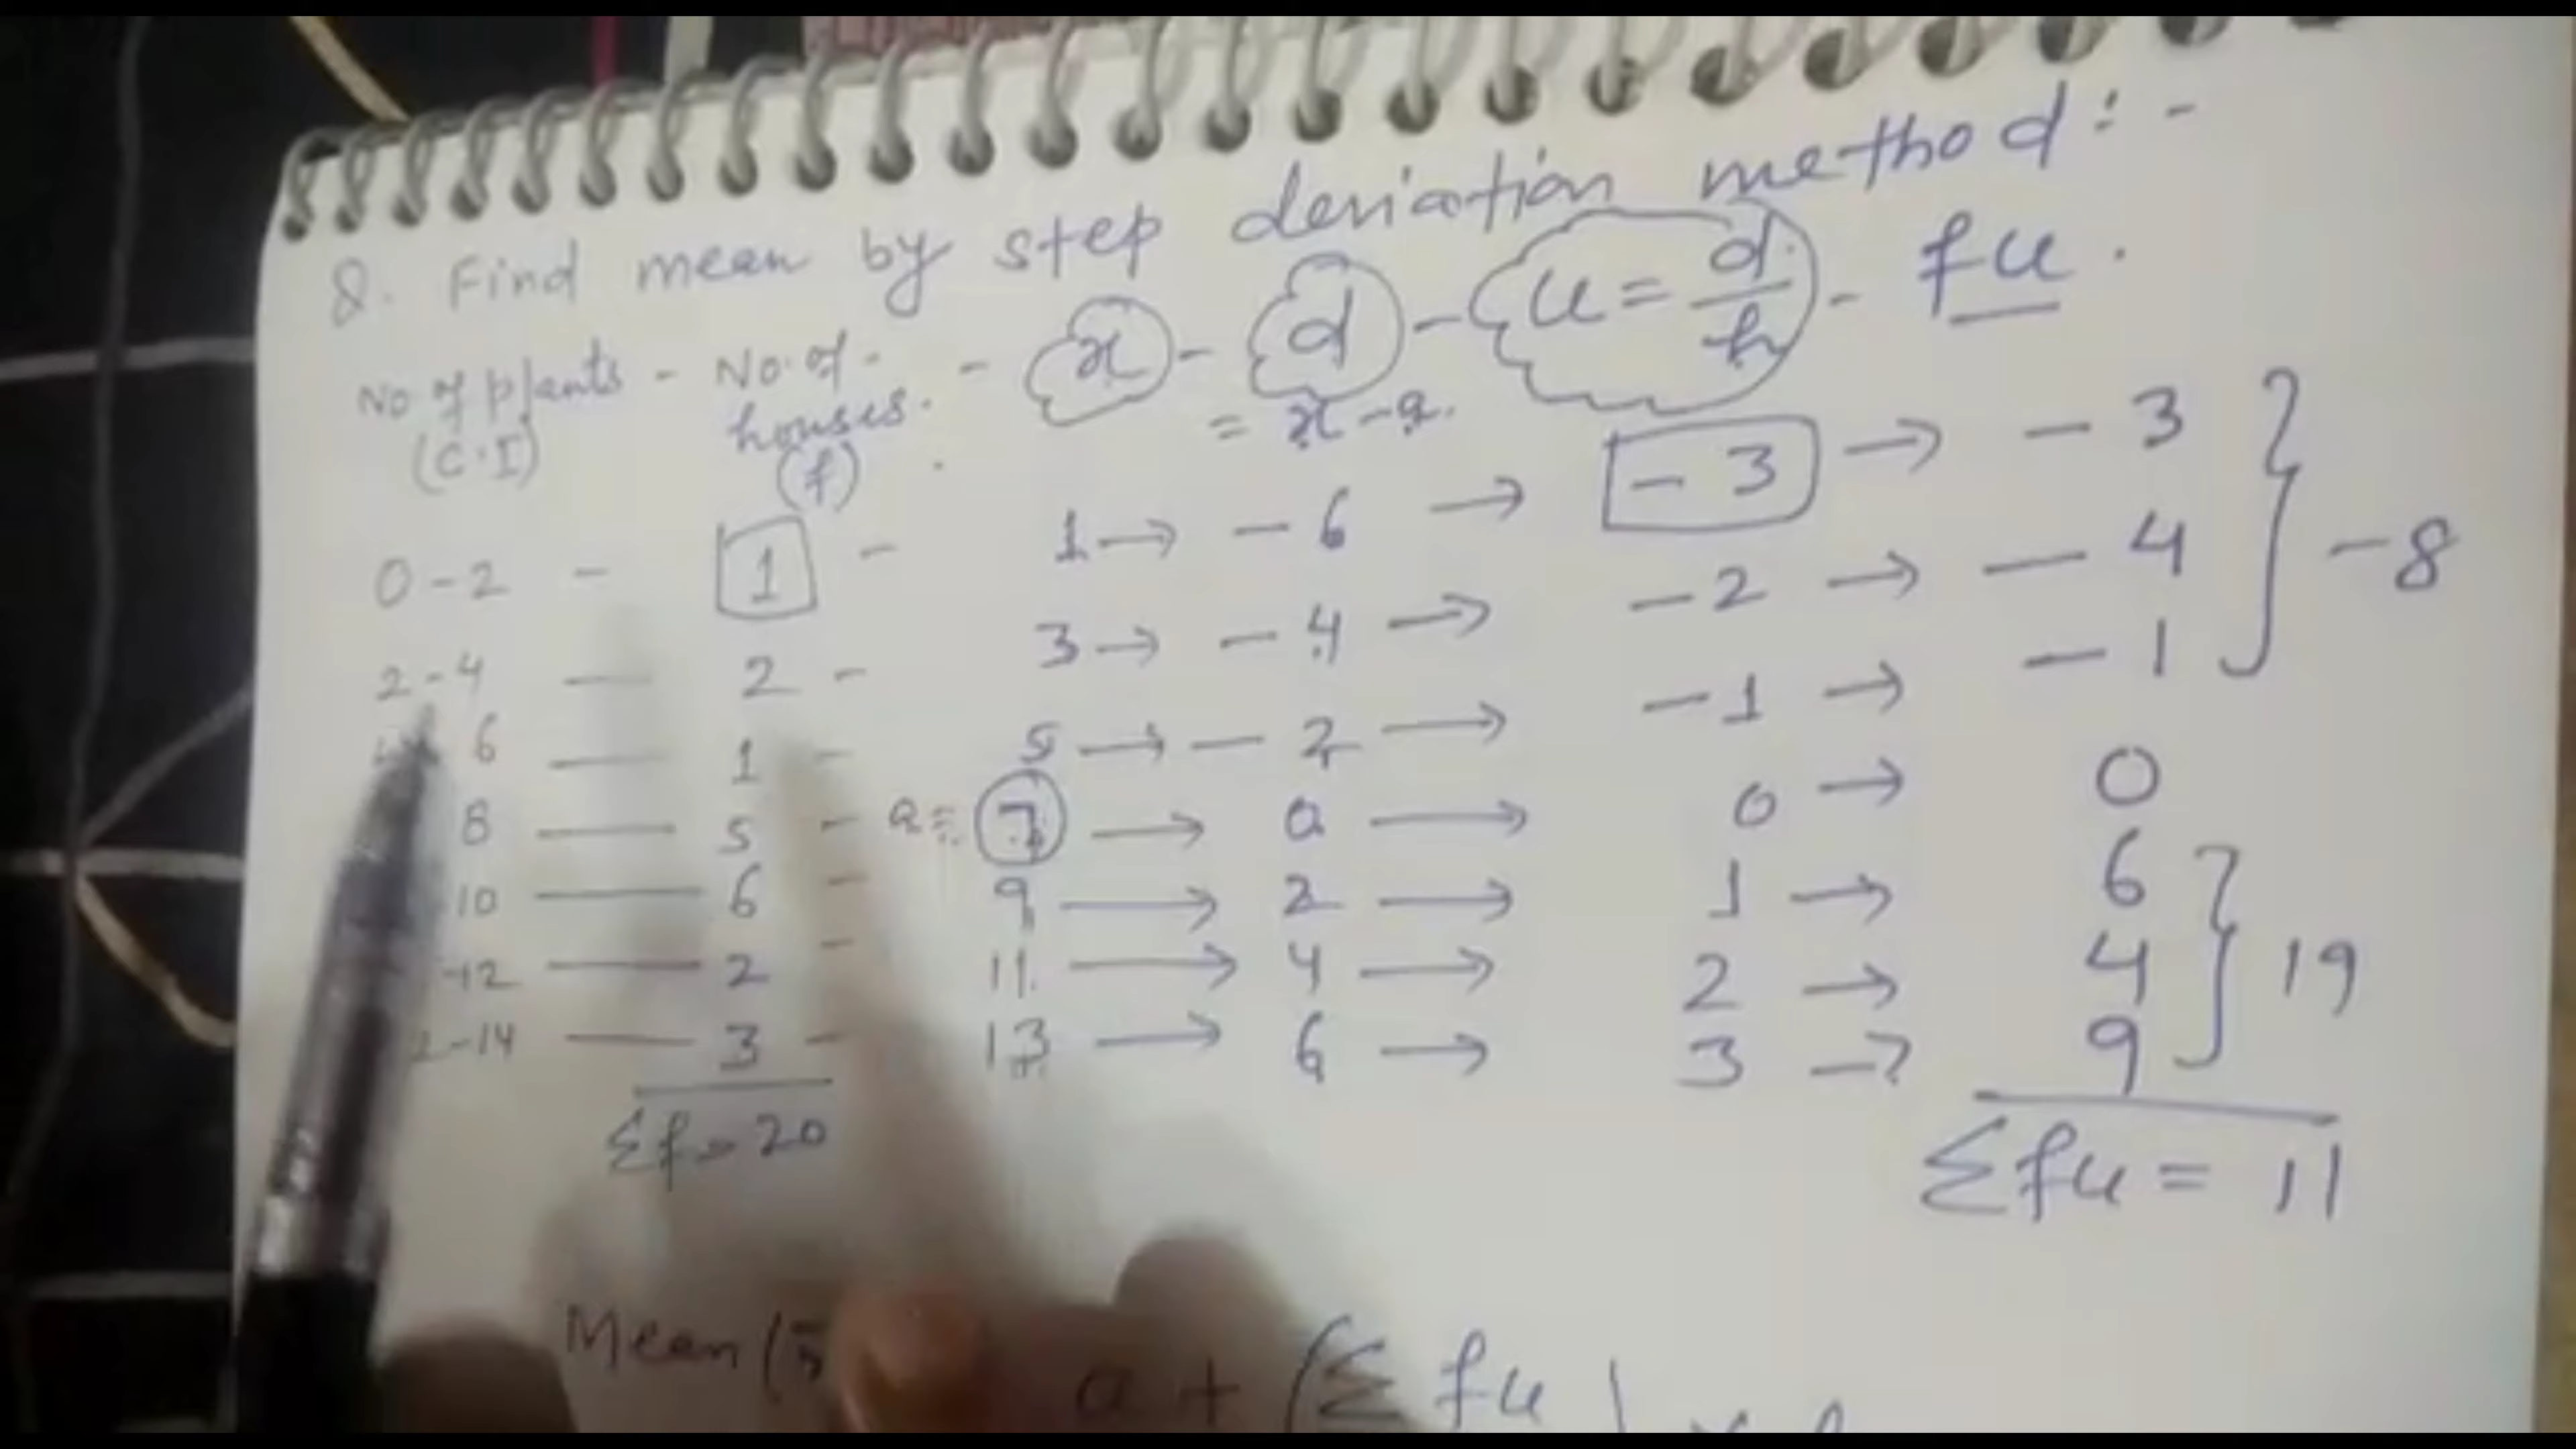 Q. Find mean by step deviation method :-
No of plants - No. of - x - d - u = d/h - fu.
(C.I) houses. = x - a.
(f)
0-2 - 1 - 1 → -6 → -3 → -3
2-4 — 2 - 3 → -4 → -2 → -4 } -8
6 — 1 - 5 → -2 → -1 → -1
8 — 5 - a = 7 → 0 → 0 → 0
10 — 6 - 9 → 2 → 1 → 6
-12 — 2 - 11 → 4 → 2 → 4 } 19
2-14 — 3 - 13 → 6 → 3 → 9
Σf = 20 Σfu = 11
Mean ( a + (Σfu )